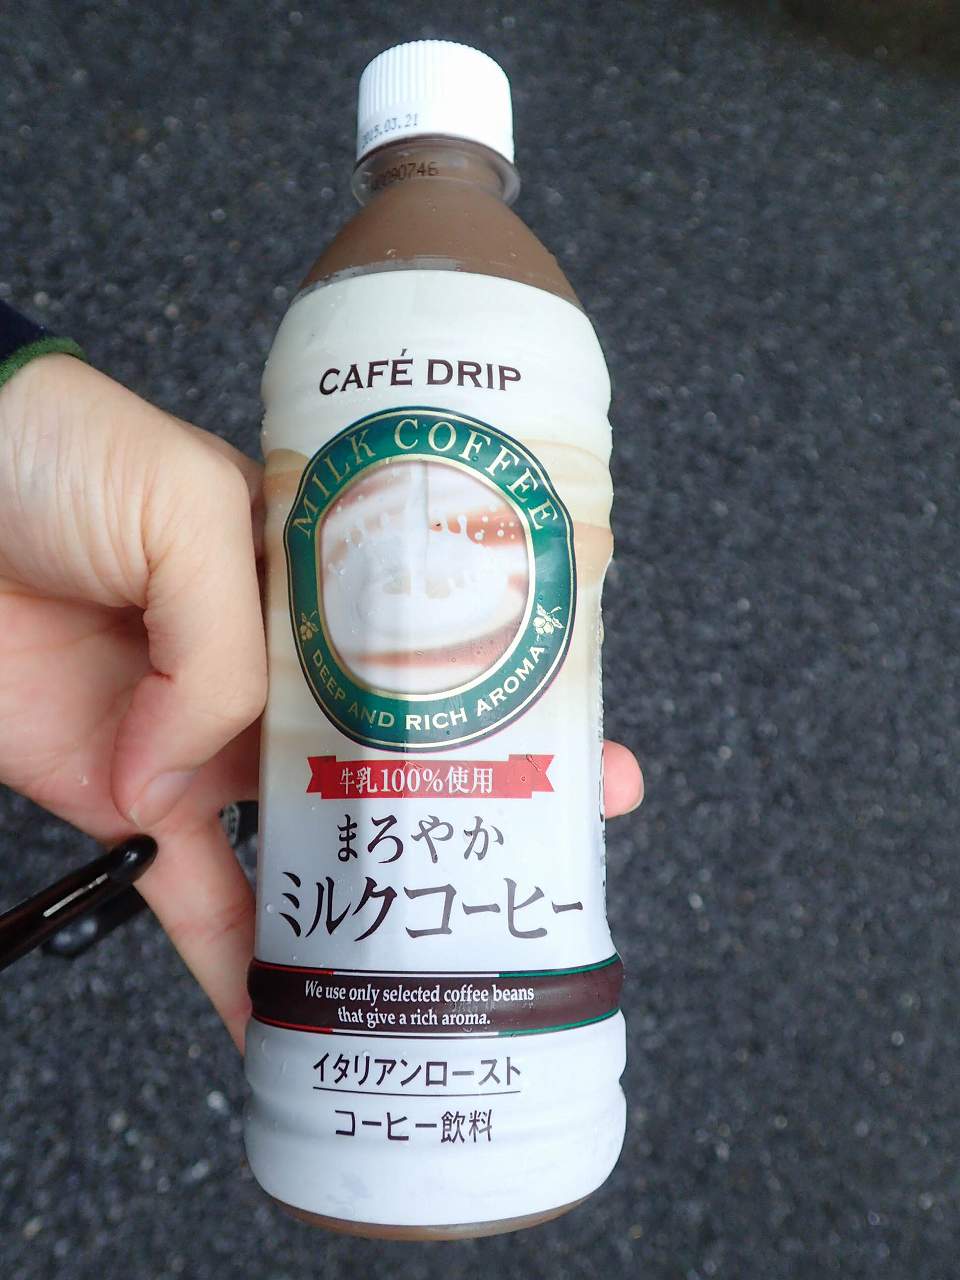 2015.03.21
CAFÉ DRIP
MILK COFFEE
DEEP AND RICH AROMA
牛乳100%使用
まろやか
ミルクコーヒー
We use only selected coffee beans
that give a rich aroma.
イタリアンロースト
コーヒー飲料